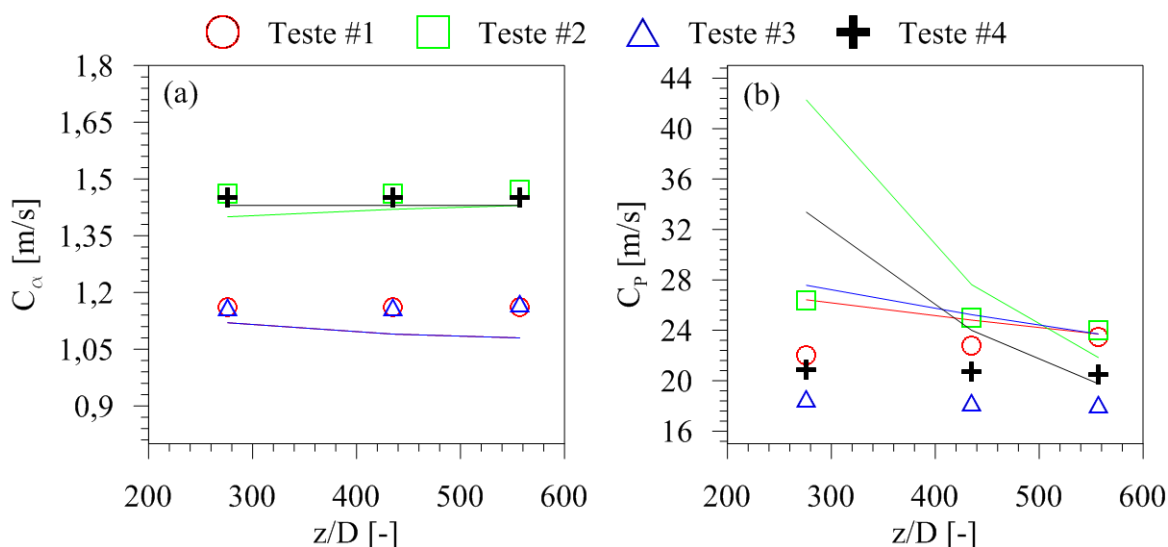 Teste #1 Teste #2 Teste #3 Teste #4
(a)
1,8
1,65
1,5
1,35
1,2
1,05
0,9
Cα [m/s]
200 300 400 500 600
z/D [-]
(b)
44
40
36
32
28
24
20
16
CP [m/s]
200 300 400 500 600
z/D [-]